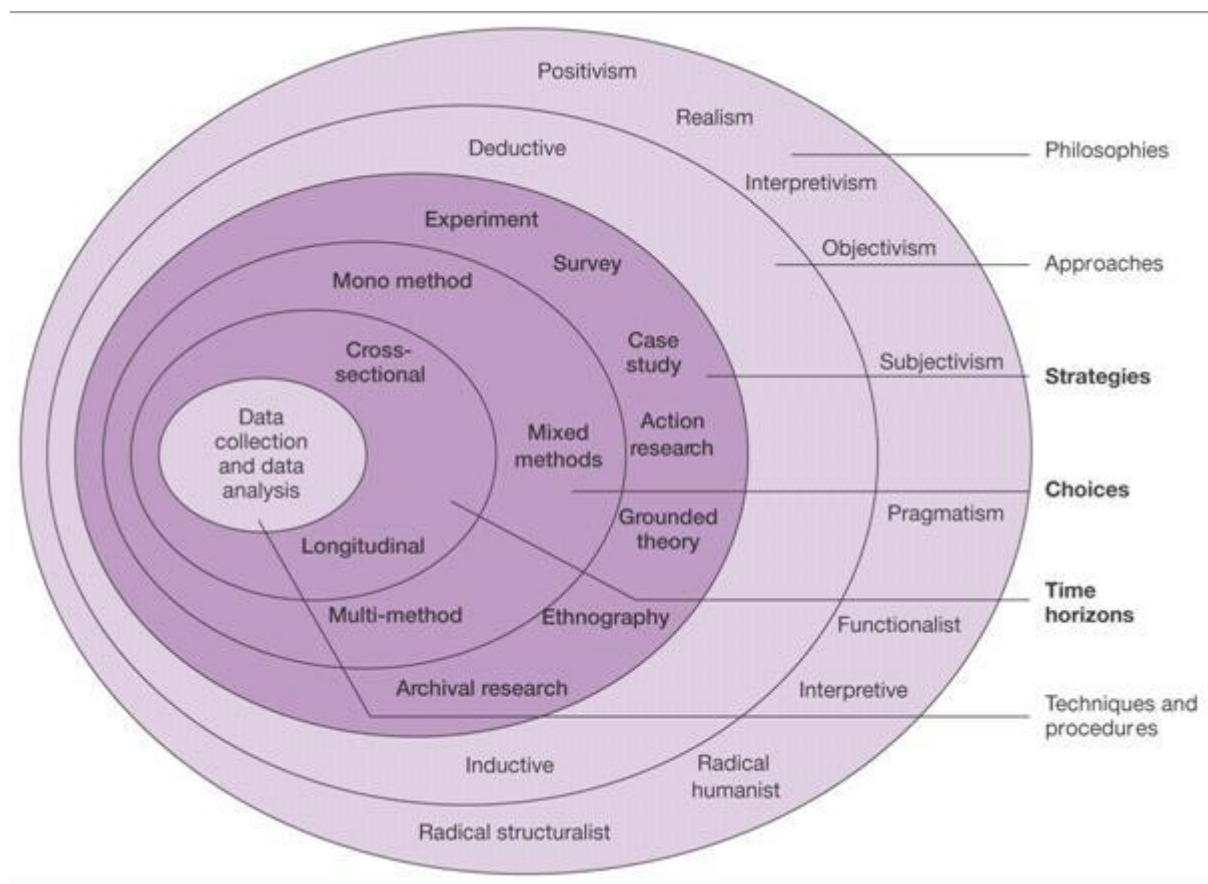 Positivism
Realism
Philosophies
Deductive
Interpretivism
Experiment
Objectivism
Survey
Approaches
Mono method
Case
study
Cross-
sectional
Subjectivism
Strategies
Data
collection
and data
analysis
Mixed
methods
Action
research
Choices
Pragmatism
Grounded
theory
Longitudinal
Time
horizons
Multi-method
Ethnography
Functionalist
Archival research
Interpretive
Techniques and
procedures
Inductive
Radical
humanist
Radical structuralist